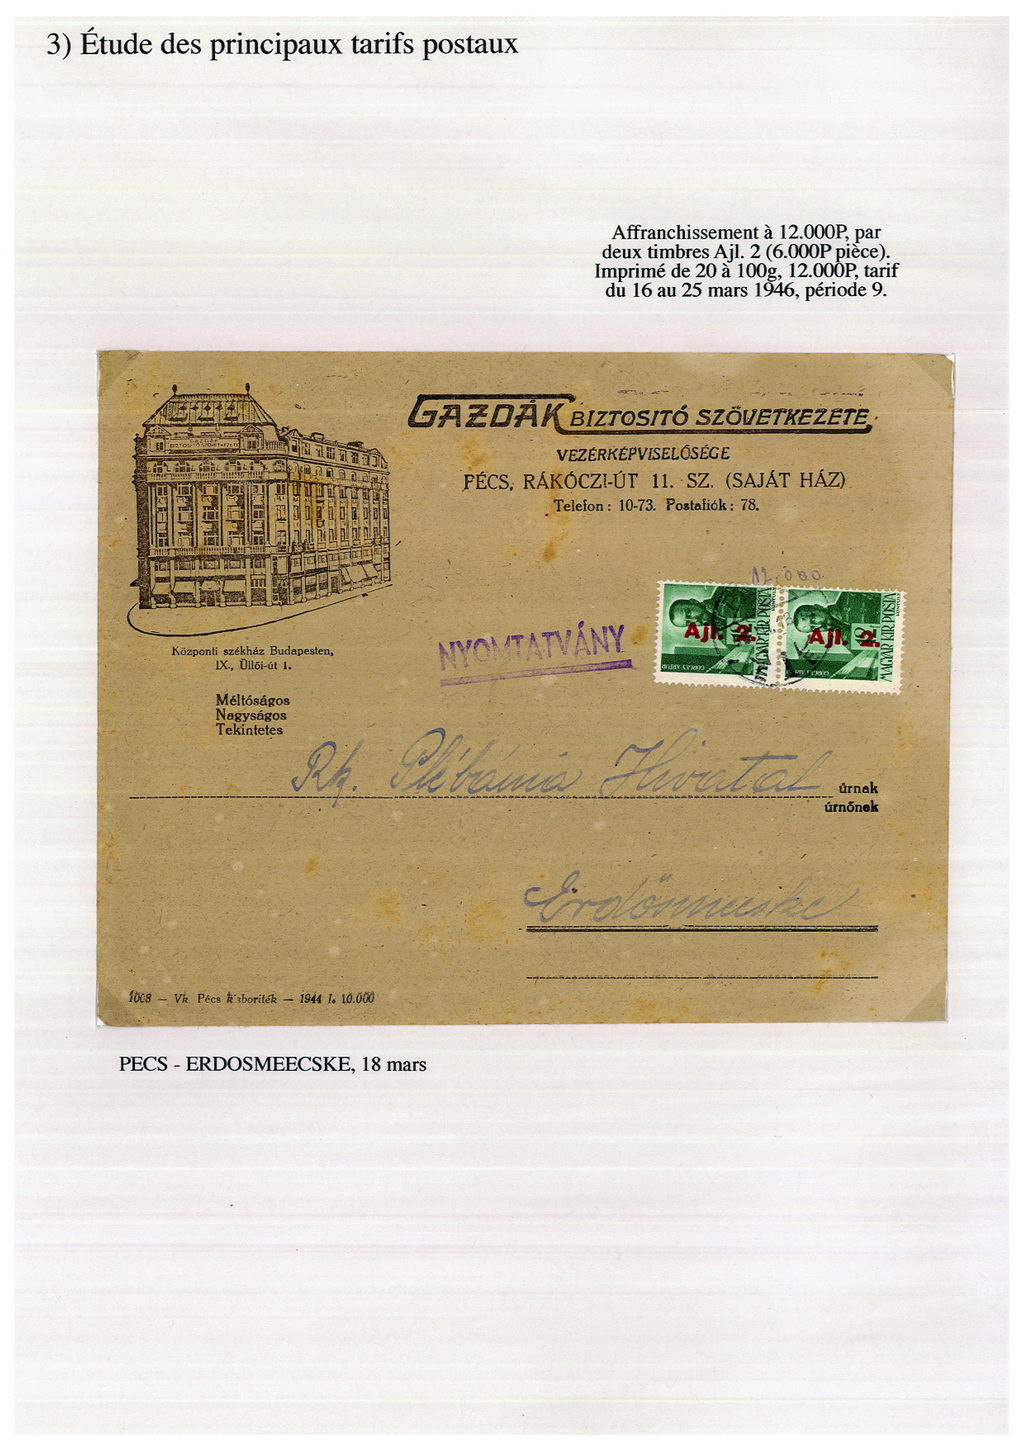 3) Étude des principaux tarifs postaux
Affranchissement à 12.000P, par
deux timbres Ajl. 2 (6.000P pièce).
Imprimé de 20 à 100g, 12.000P, tarif
du 16 au 25 mars 1946, période 9.
GAZDÁK BIZTOSITÓ SZÖVETKEZETE
VEZÉRKÉPVISELŐSÉGE
PÉCS, RÁKÓCZI-ÚT 11. SZ. (SAJÁT HÁZ)
Telefon: 10-73. Postafiók: 78.
12.000
Ajl. 2.
Ajl. 2.
MAGYAR KIR. POSTA
MAGYAR KIR. POSTA
Központi székház Budapesten,
IX., Üllői-út 1.
NYOMTATVÁNY
Méltóságos
Nagyságos
Tekintetes
Rk. Plébánia Hivatal
úrnak
úrnőnek
Erdősmecske
1008 — Vk. Pécs — 1944 I. 10.000
PECS - ERDOSMEECSKE, 18 mars